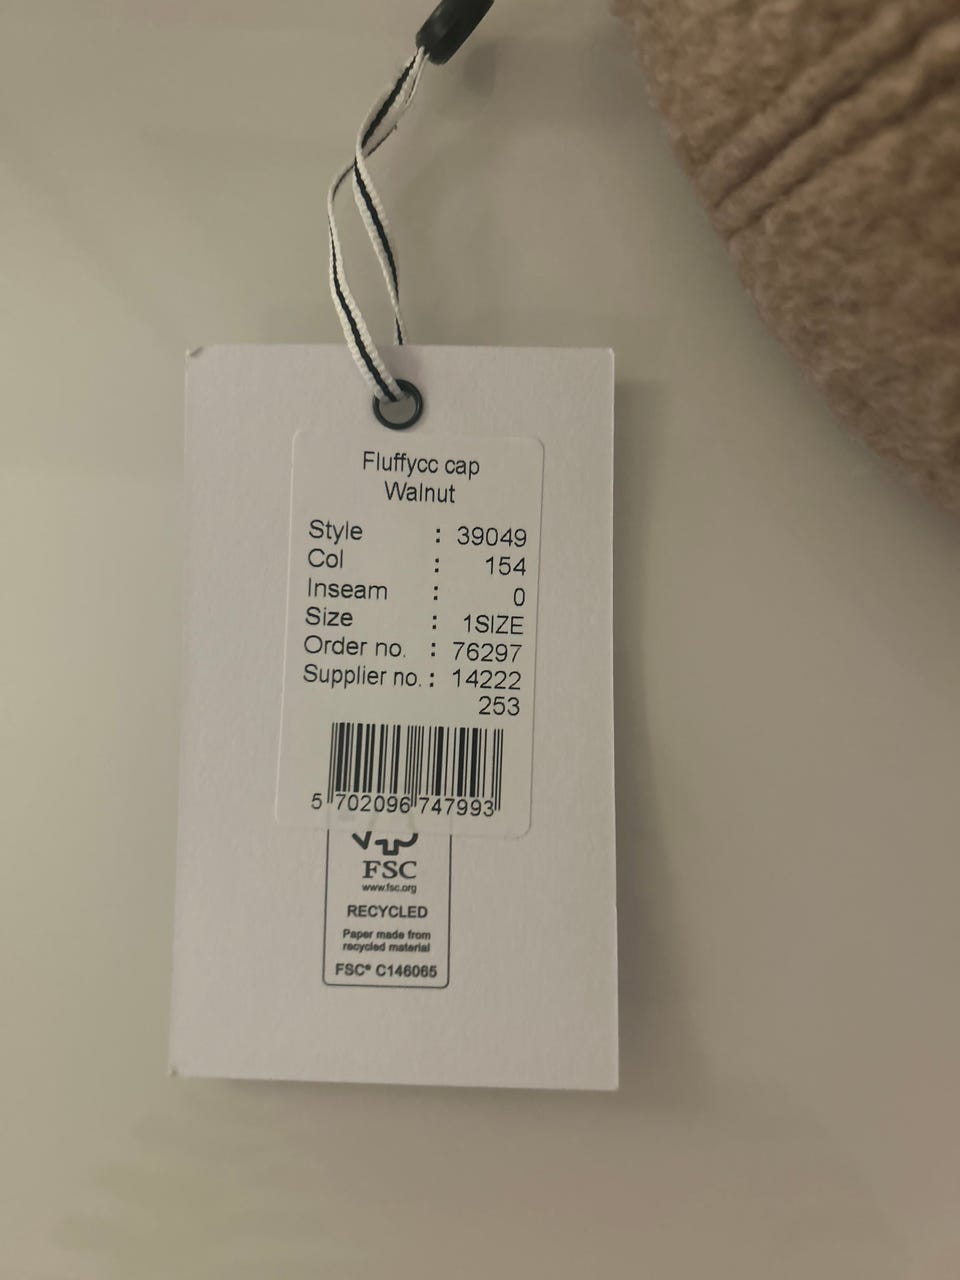 Fluffycc cap
Walnut
Style : 39049
Col : 154
Inseam : 0
Size : 1SIZE
Order no. : 76297
Supplier no. : 14222
253
5 702096 747993
FSC
www.fsc.org
RECYCLED
Paper made from
recycled material
FSC® C146065